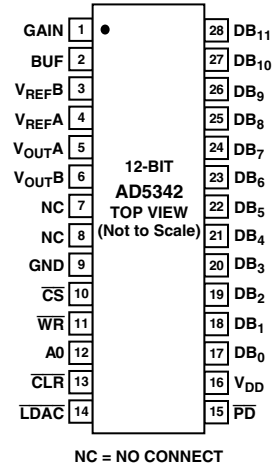 GAIN 1 28 DB11
BUF 2 27 DB10
VREFB 3 26 DB9
VREFA 4 25 DB8
VOUTA 5 24 DB7
VOUTB 6 23 DB6
NC 7 22 DB5
NC 8 21 DB4
GND 9 20 DB3
CS 10 19 DB2
WR 11 18 DB1
A0 12 17 DB0
CLR 13 16 VDD
LDAC 14 15 PD
12-BIT
AD5342
TOP VIEW
(Not to Scale)
NC = NO CONNECT